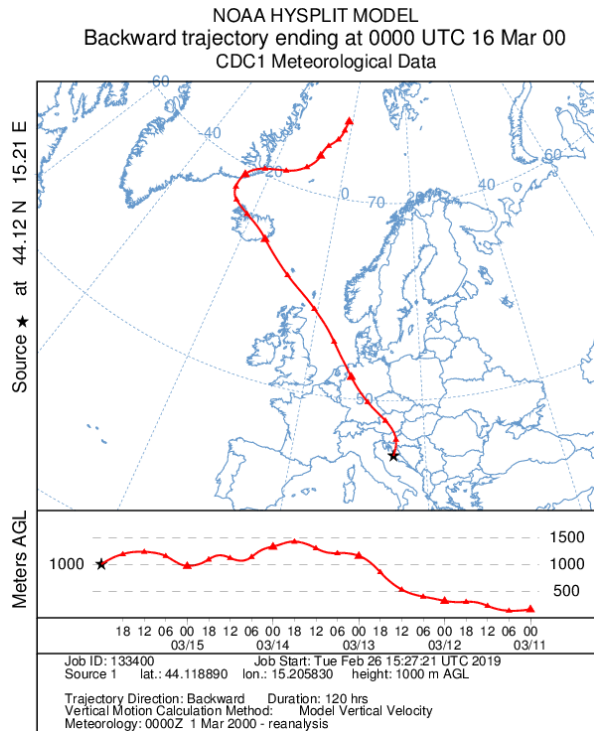 NOAA HYSPLIT MODEL
Backward trajectory ending at 0000 UTC 16 Mar 00
CDC1 Meteorological Data
Source ★ at 44.12 N 15.21 E
60
40
20
0
70
40
60
50
Meters AGL
1000
1500
1000
500
18 12 06 00 18 12 06 00 18 12 06 00 18 12 06 00 18 12 06 00
03/15 03/14 03/13 03/12 03/11
Job ID: 133400 Job Start: Tue Feb 26 15:27:21 UTC 2019
Source 1 lat.: 44.118890 lon.: 15.205830 height: 1000 m AGL
Trajectory Direction: Backward Duration: 120 hrs
Vertical Motion Calculation Method: Model Vertical Velocity
Meteorology: 0000Z 1 Mar 2000 - reanalysis